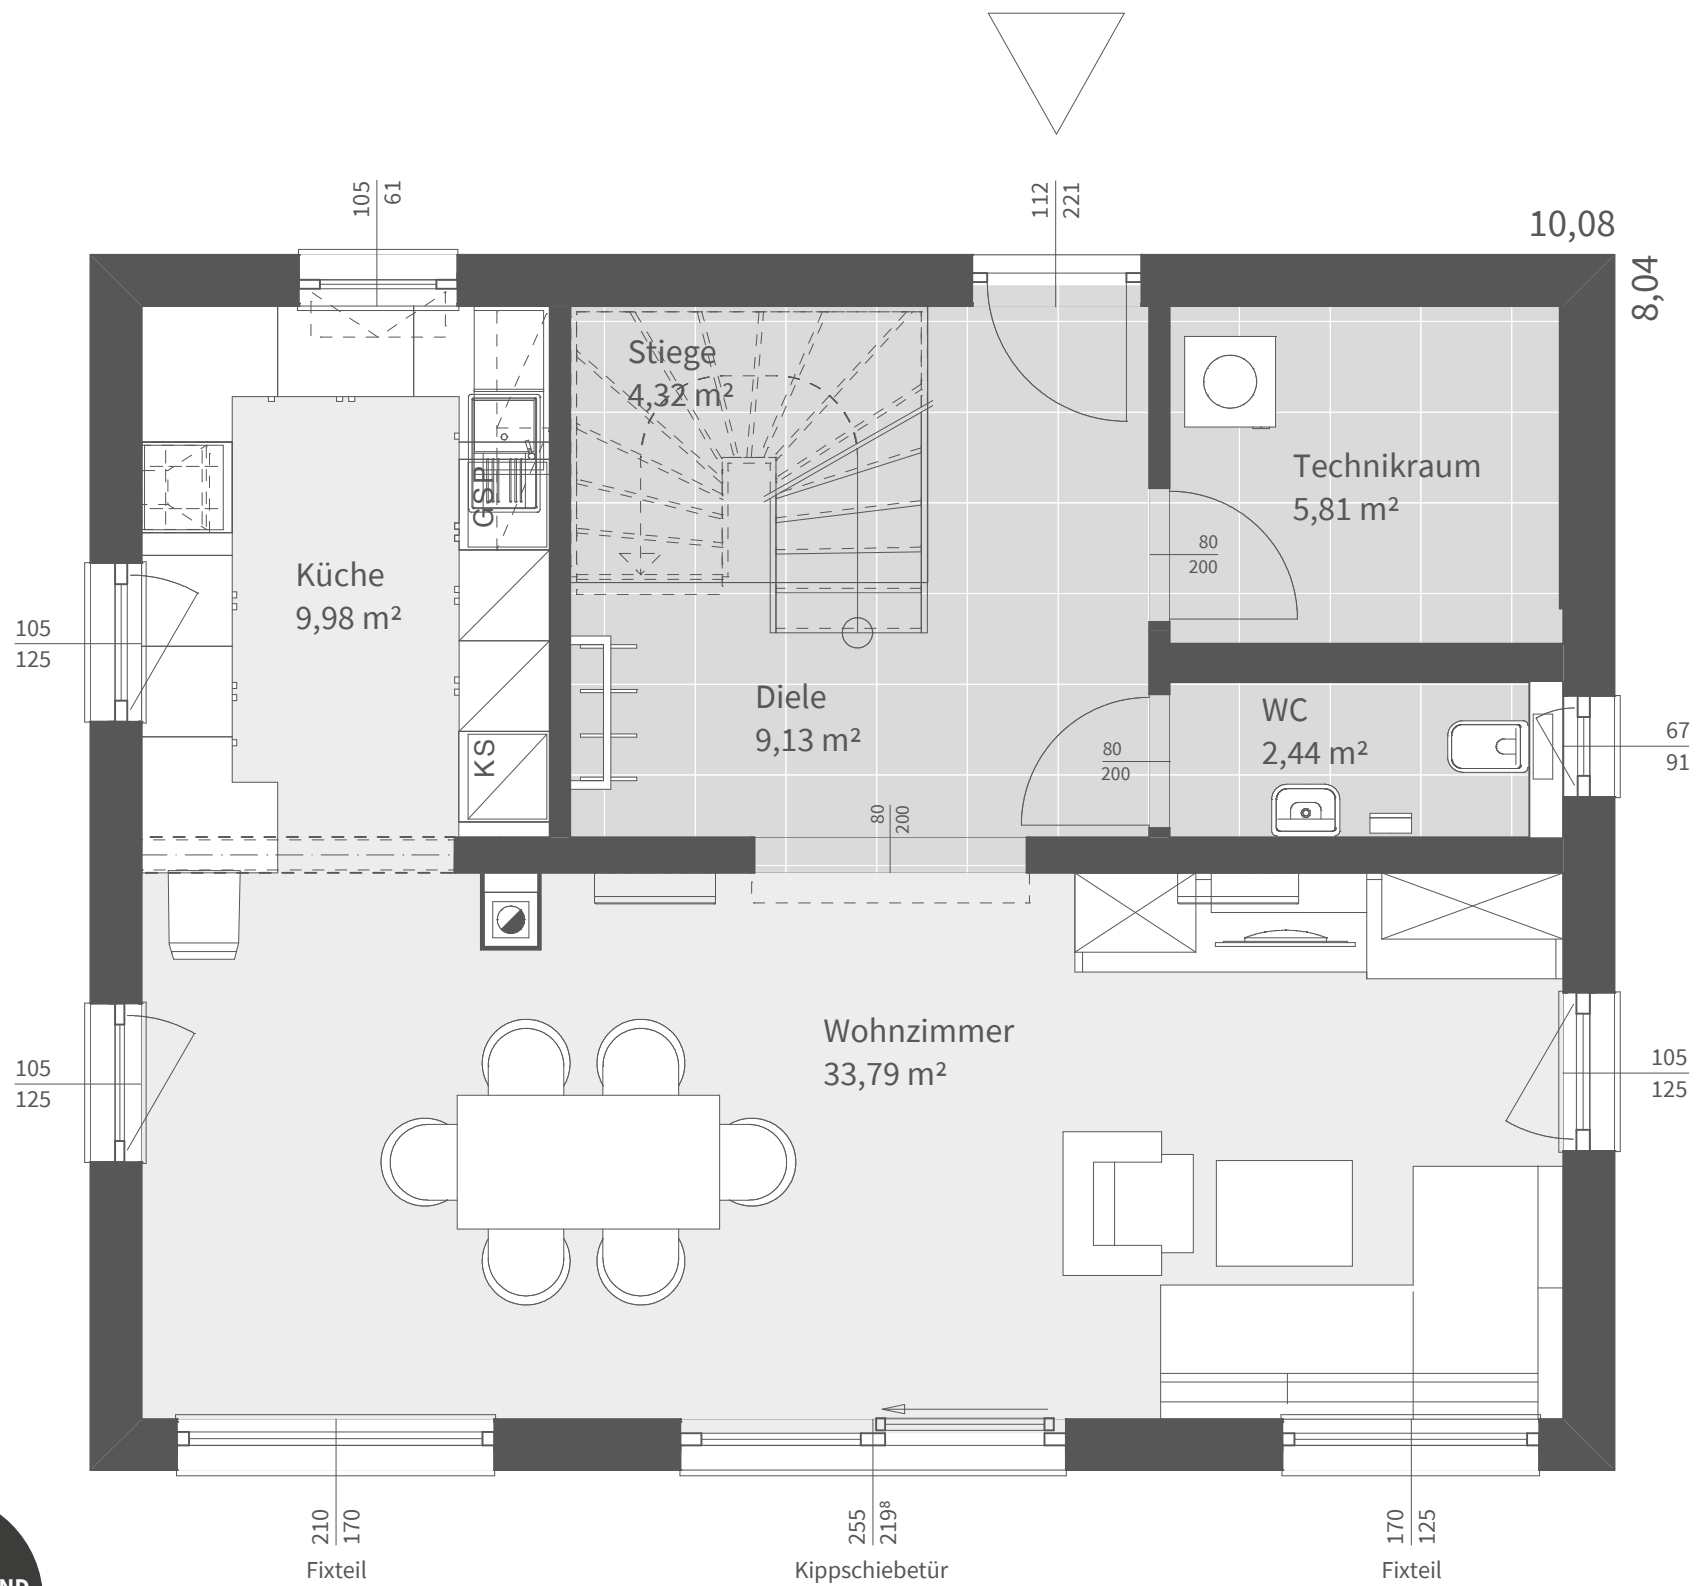 105
61
112
221
10,08
8,04
Stiege
4,32 m²
Technikraum
5,81 m²
GSP
80
200
Küche
9,98 m²
105
125
Diele
9,13 m²
WC
2,44 m²
67
91
KS
80
200
80
200
Wohnzimmer
33,79 m²
105
125
105
125
210
170
Fixteil
255
219⁸
Kippschiebetür
170
125
Fixteil